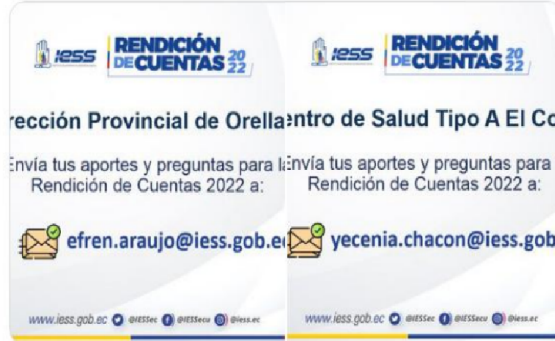 iess RENDICIÓN DE CUENTAS 2022
rección Provincial de Orella
Envía tus aportes y preguntas para l
Rendición de Cuentas 2022 a:
efren.araujo@iess.gob.ec
www.iess.gob.ec @IESSec @IESSecu @iess.ec
iess RENDICIÓN DE CUENTAS 2022
entro de Salud Tipo A El Co
Envía tus aportes y preguntas para
Rendición de Cuentas 2022 a:
yecenia.chacon@iess.gob
www.iess.gob.ec @IESSec @IESSecu @iess.ec